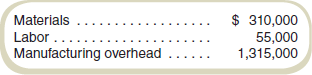 Materials . . . . . . . . . . . . . . . . . . . $ 310,000
Labor . . . . . . . . . . . . . . . . . . . . . . 55,000
Manufacturing overhead . . . . . . 1,315,000